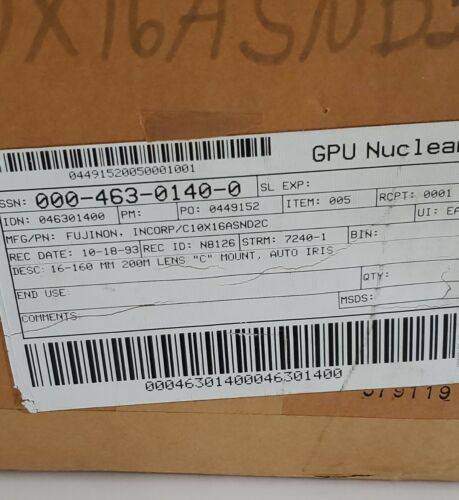 0X16ASND2
04491520050001001
GPU Nuclear
SSN: 000-463-0140-0 SL EXP:
IDN: 046301400 PM: PO: 0449152 ITEM: 005 RCPT: 0001
MFG/PN: FUJINON, INCORP/C10X16ASND2C UI: EA
REC DATE: 10-18-93 REC ID: N8126 STRM: 7240-1 BIN:
DESC: 16-160 MM 200M LENS "C" MOUNT, AUTO IRIS
QTY:
END USE
MSDS:
COMMENTS:
000463014000046301400
379119